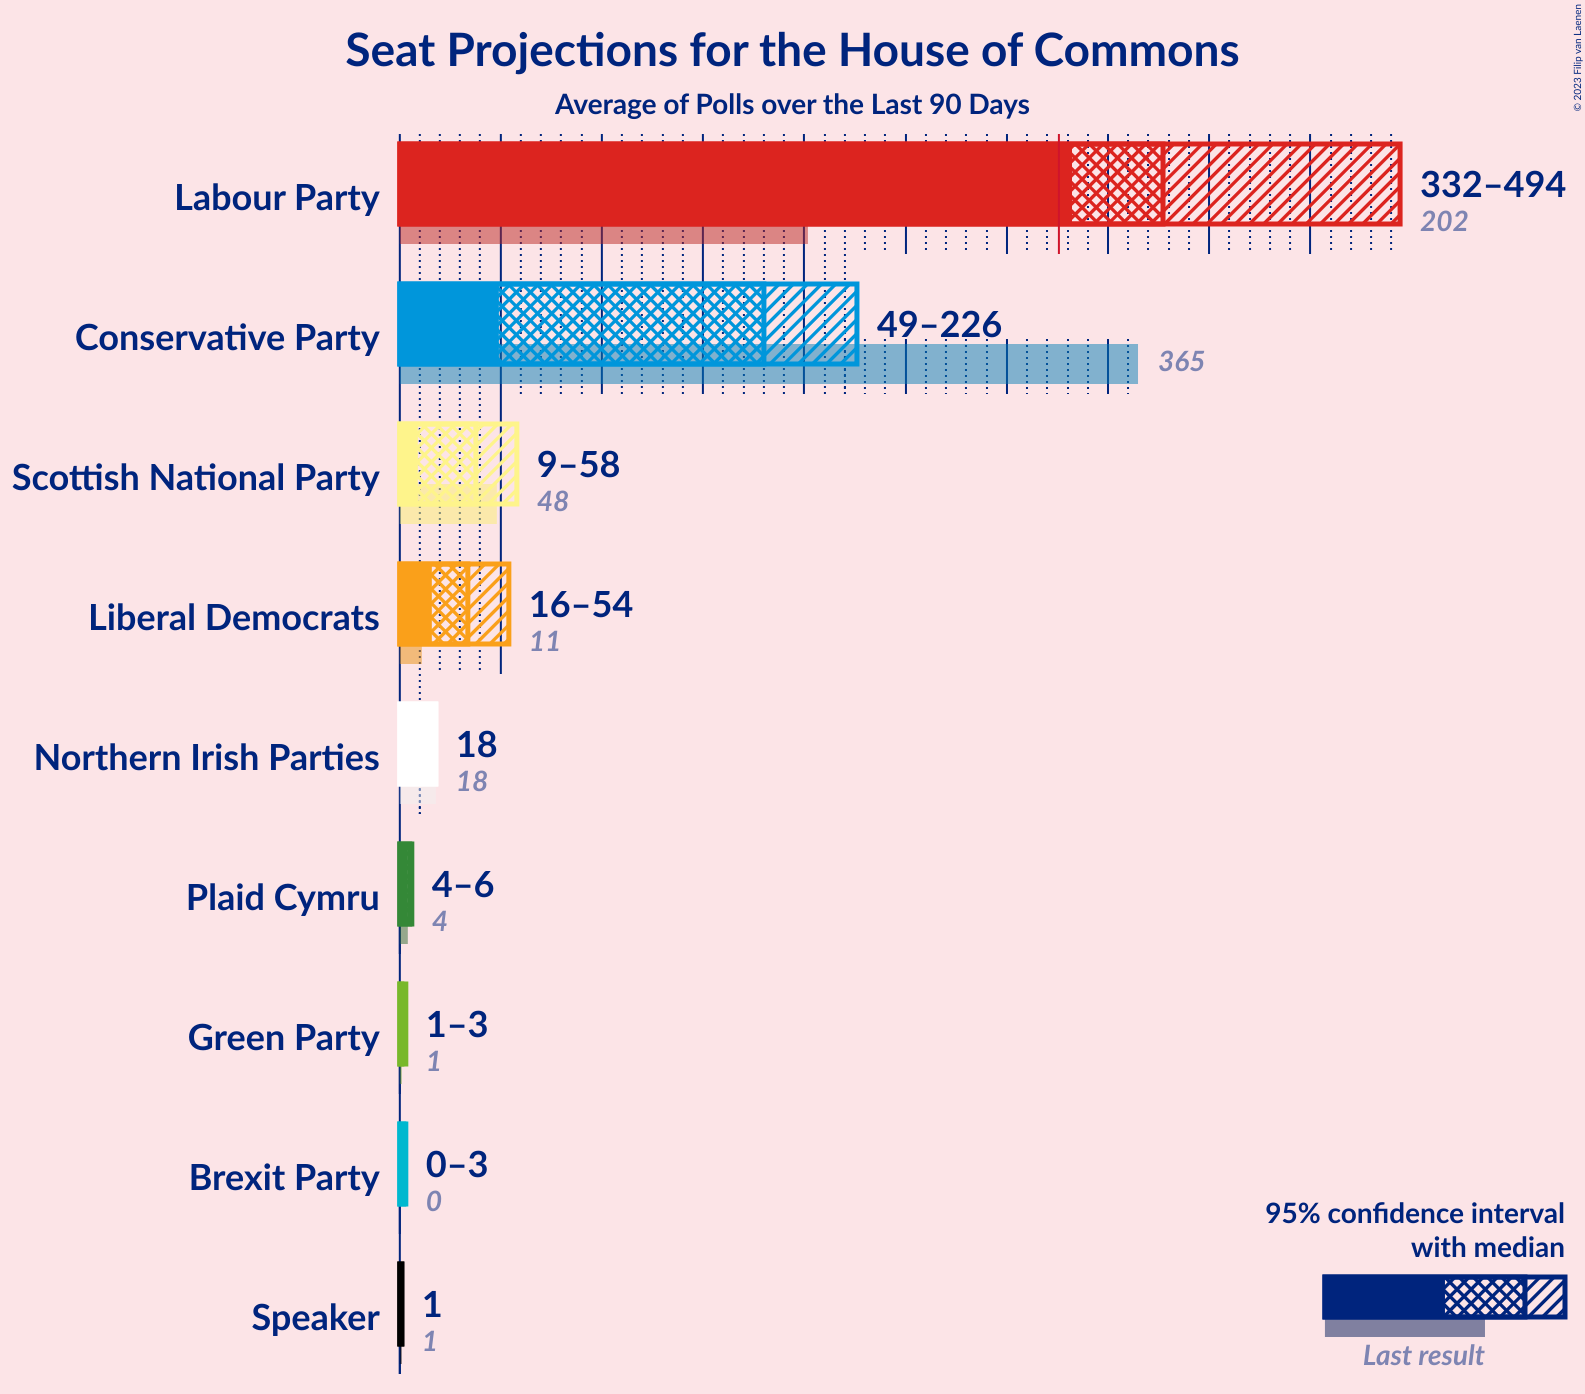 Seat Projections for the House of Commons
Average of Polls over the Last 90 Days
© 2023 Filip van Laenen
Labour Party
332–494
202
Conservative Party
49–226
365
Scottish National Party
9–58
48
Liberal Democrats
16–54
11
Northern Irish Parties
18
18
Plaid Cymru
4–6
4
Green Party
1–3
1
Brexit Party
0–3
0
Speaker
1
1
95% confidence interval
with median
Last result